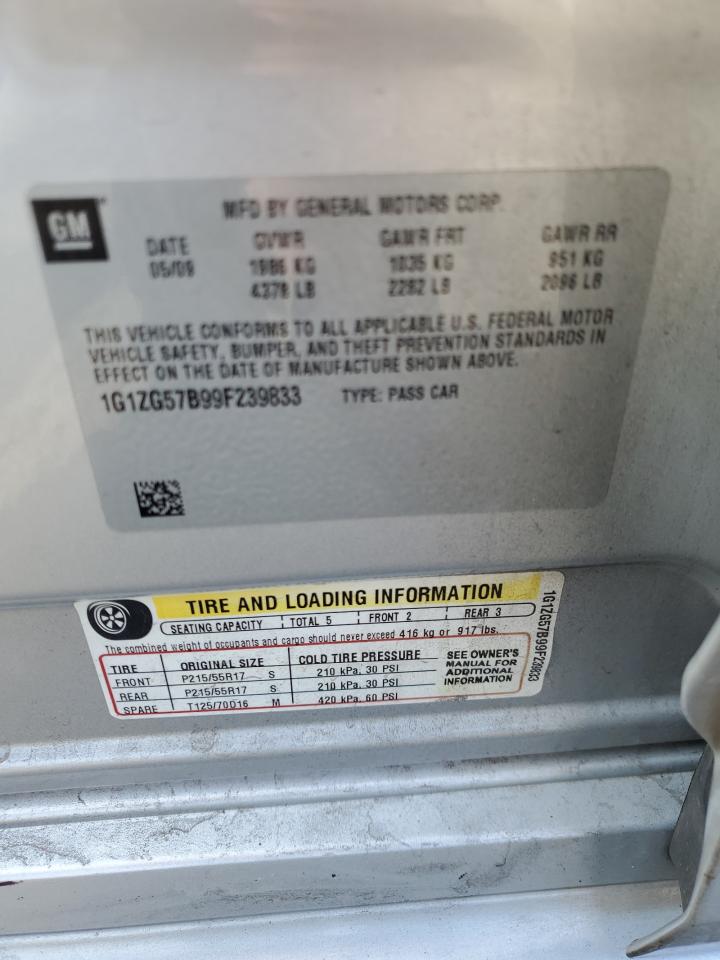 GM
MFD BY GENERAL MOTORS CORP.
DATE GVWR GAWR FRT GAWR RR
05/09 1986 KG 1035 KG 951 KG
4378 LB 2282 LB 2096 LB
THIS VEHICLE CONFORMS TO ALL APPLICABLE U.S. FEDERAL MOTOR
VEHICLE SAFETY, BUMPER, AND THEFT PREVENTION STANDARDS IN
EFFECT ON THE DATE OF MANUFACTURE SHOWN ABOVE.
1G1ZG57B99F239833 TYPE: PASS CAR
TIRE AND LOADING INFORMATION
SEATING CAPACITY TOTAL 5 FRONT 2 REAR 3
The combined weight of occupants and cargo should never exceed 416 kg or 917 lbs.
TIRE ORIGINAL SIZE COLD TIRE PRESSURE
FRONT P215/55R17 S 210 kPa, 30 PSI
REAR P215/55R17 S 210 kPa, 30 PSI
SPARE T125/70D16 M 420 kPa, 60 PSI
SEE OWNER'S
MANUAL FOR
ADDITIONAL
INFORMATION
1G1ZG57B99F239833